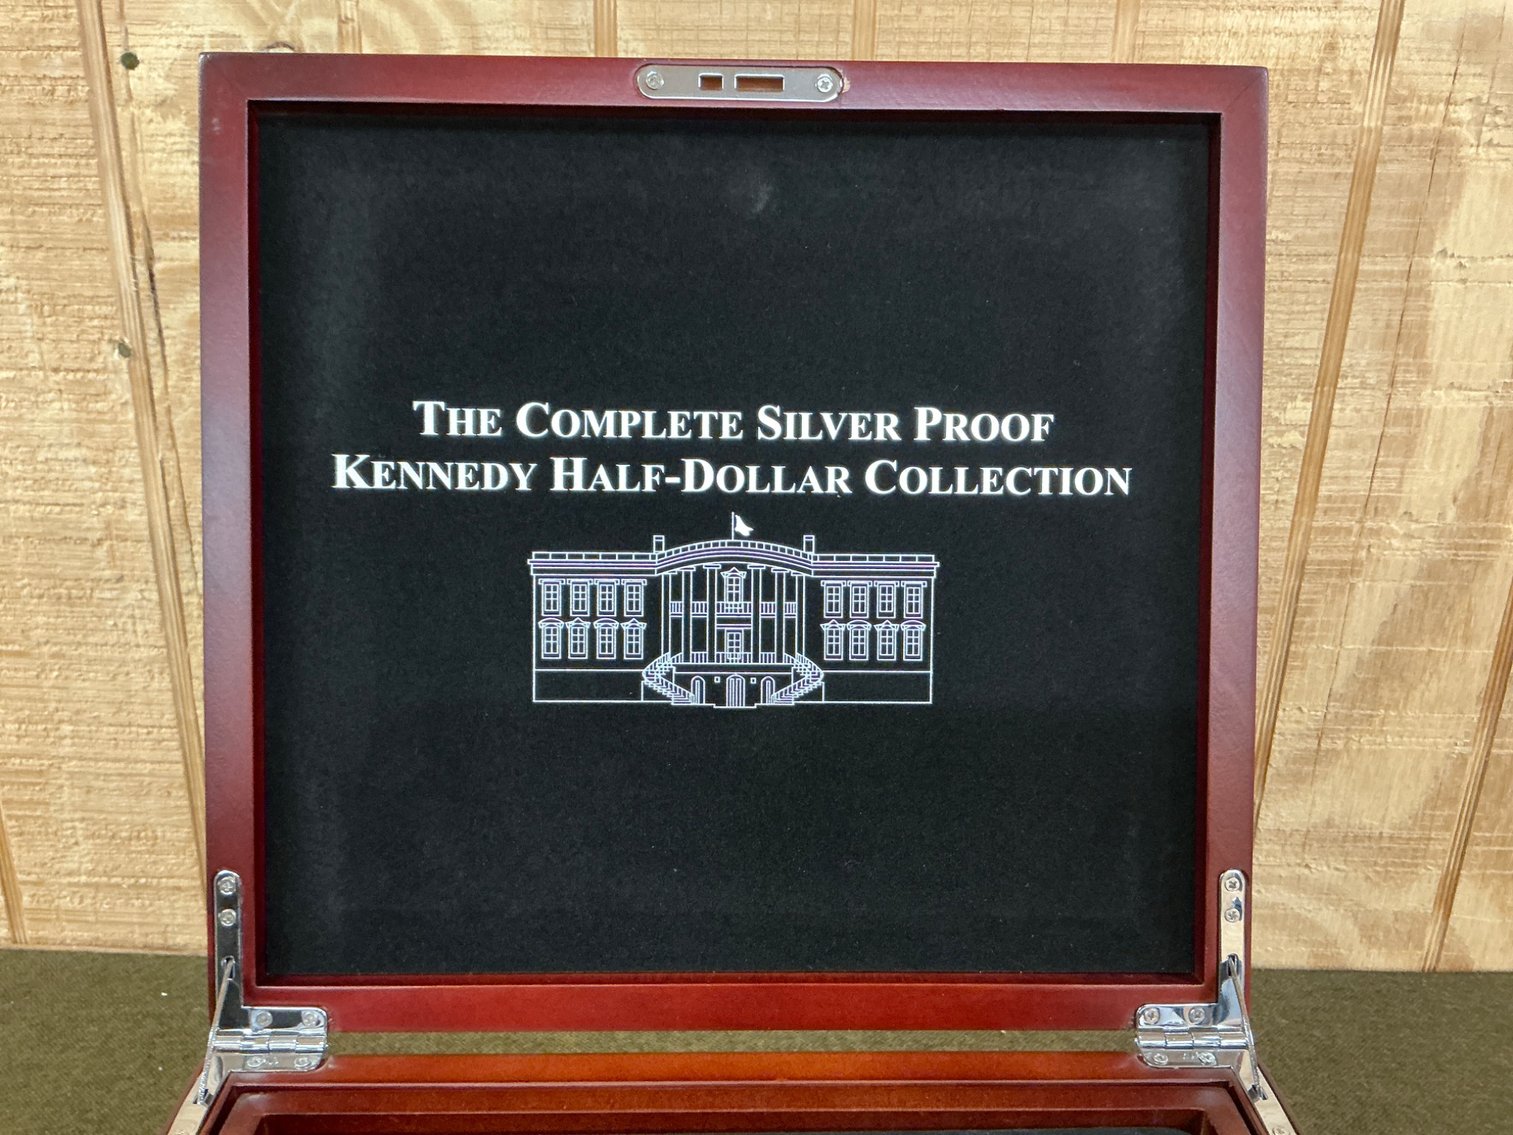 The Complete Silver Proof
Kennedy Half-Dollar Collection